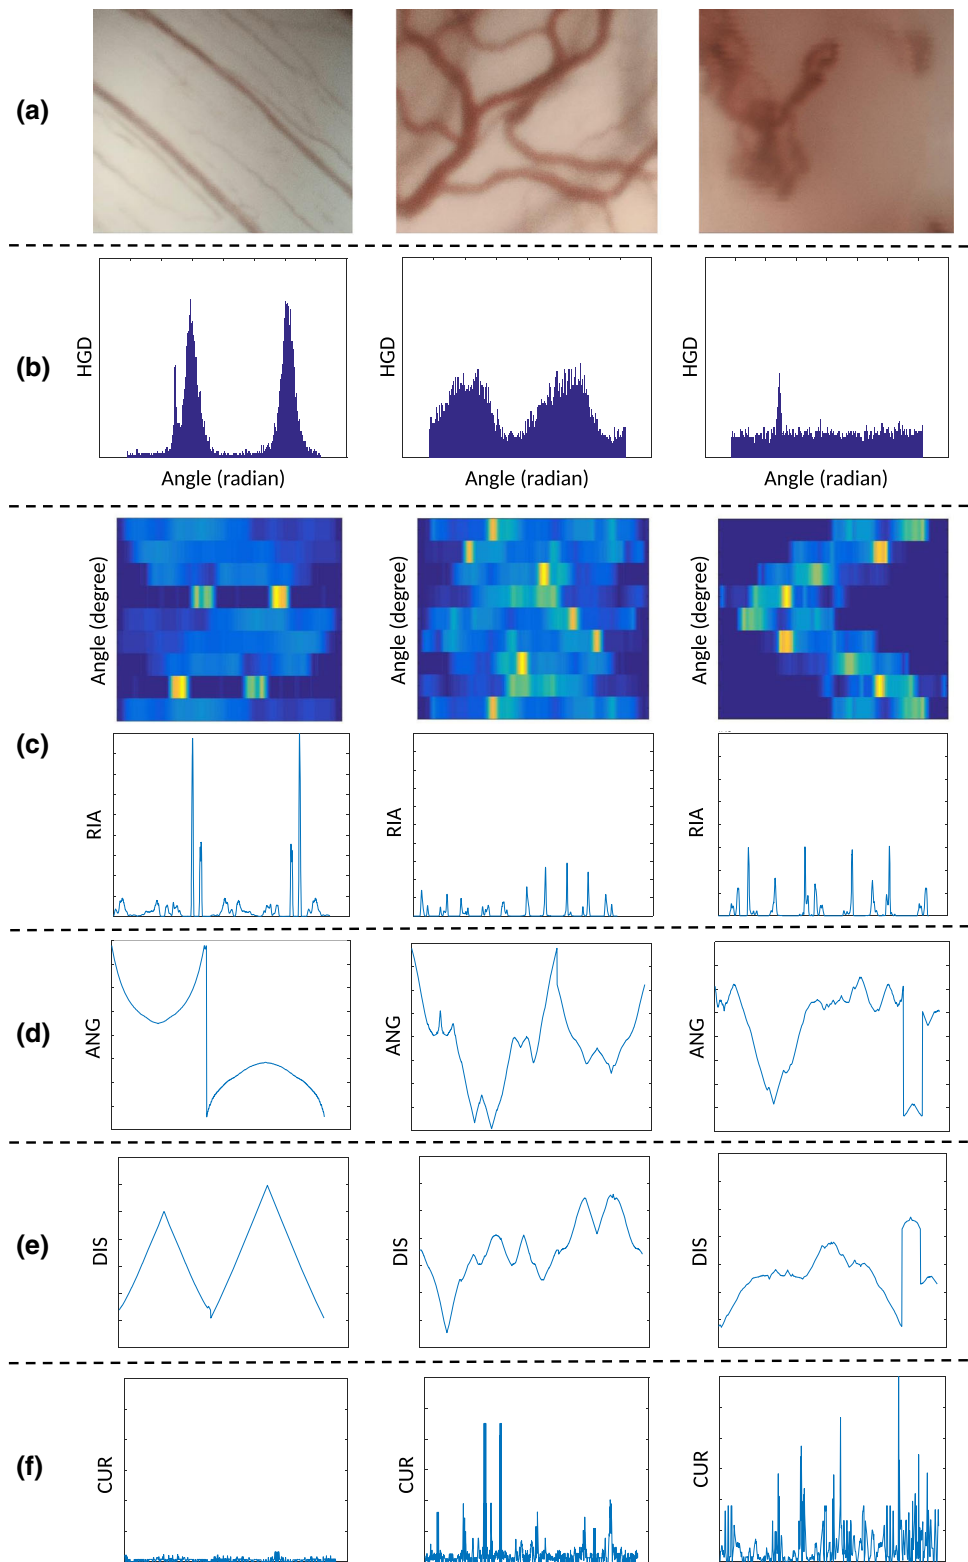 (a)
(b)
HGD
HGD
HGD
Angle (radian)
Angle (radian)
Angle (radian)
Angle (degree)
Angle (degree)
Angle (degree)
(c)
RIA
RIA
RIA
(d)
ANG
ANG
ANG
(e)
DIS
DIS
DIS
(f)
CUR
CUR
CUR